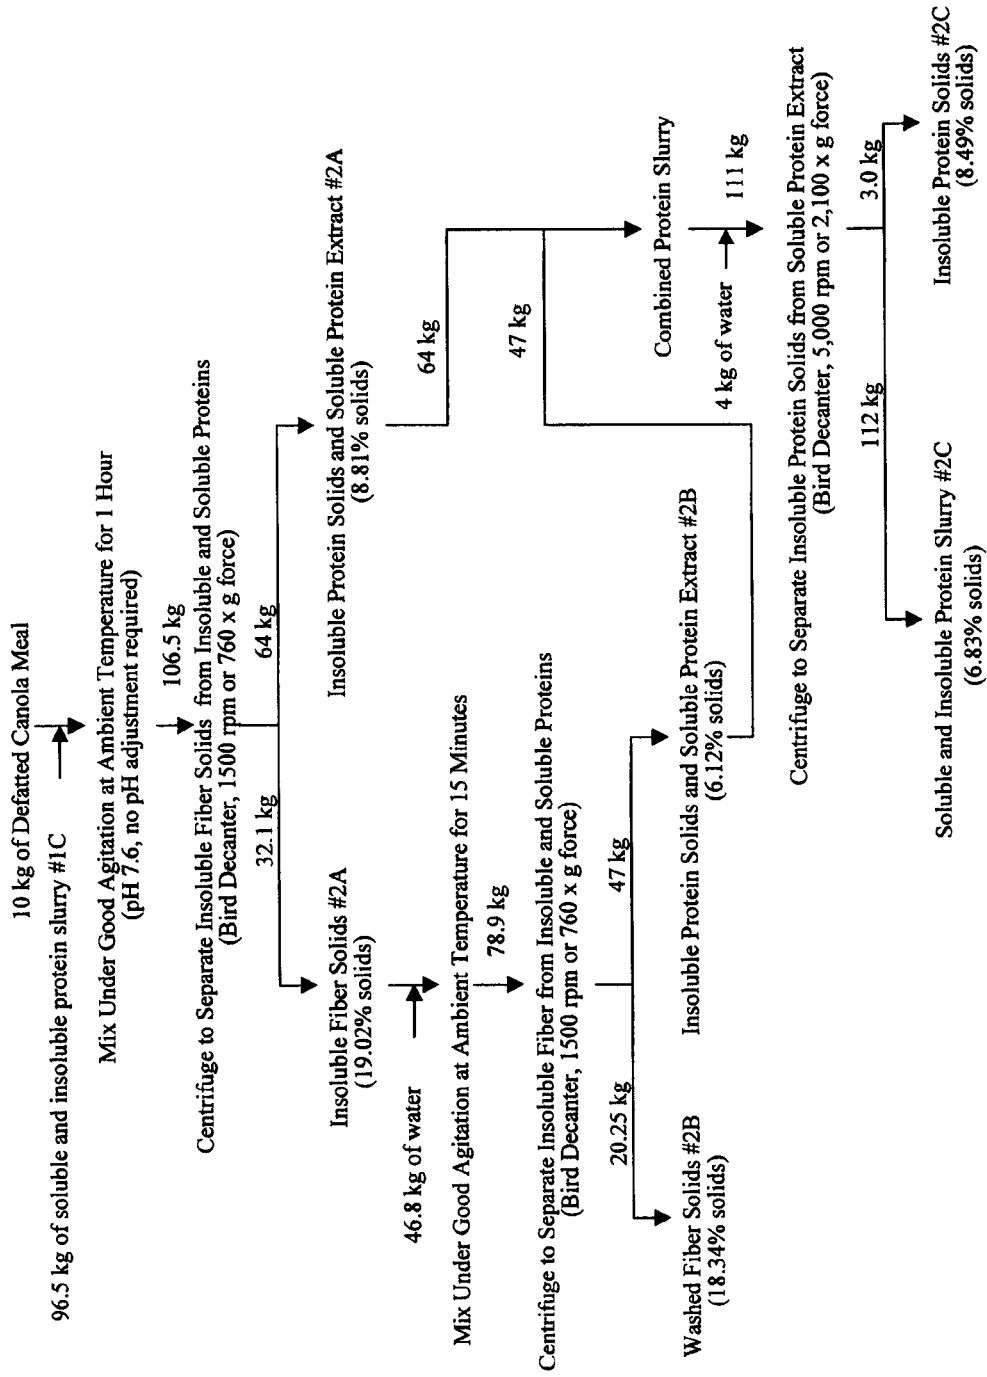 10 kg of Defatted Canola Meal
96.5 kg of soluble and insoluble protein slurry #1C
Mix Under Good Agitation at Ambient Temperature for 1 Hour
(pH 7.6, no pH adjustment required)
106.5 kg
Centrifuge to Separate Insoluble Fiber Solids from Insoluble and Soluble Proteins
(Bird Decanter, 1500 rpm or 760 x g force)
32.1 kg
64 kg
Insoluble Fiber Solids #2A
(19.02% solids)
Insoluble Protein Solids and Soluble Protein Extract #2A
(8.81% solids)
46.8 kg of water
64 kg
Mix Under Good Agitation at Ambient Temperature for 15 Minutes
78.9 kg
47 kg
Centrifuge to Separate Insoluble Fiber from Insoluble and Soluble Proteins
(Bird Decanter, 1500 rpm or 760 x g force)
20.25 kg
47 kg
Combined Protein Slurry
Washed Fiber Solids #2B
(18.34% solids)
Insoluble Protein Solids and Soluble Protein Extract #2B
(6.12% solids)
4 kg of water
111 kg
Centrifuge to Separate Insoluble Protein Solids from Soluble Protein Extract
(Bird Decanter, 5,000 rpm or 2,100 x g force)
112 kg
3.0 kg
Soluble and Insoluble Protein Slurry #2C
(6.83% solids)
Insoluble Protein Solids #2C
(8.49% solids)